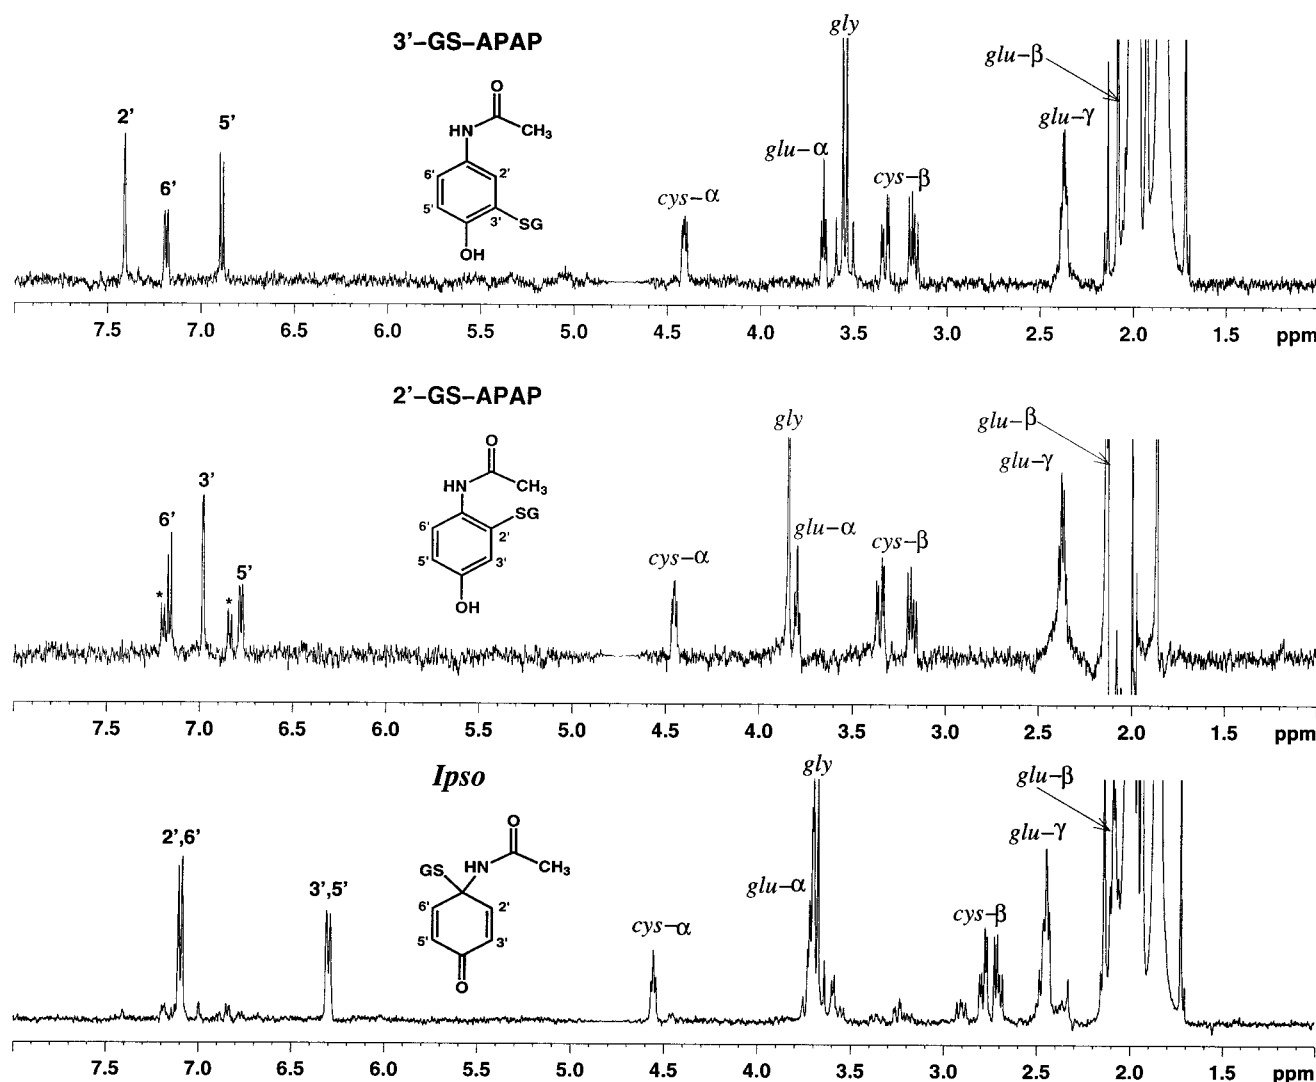 3'-GS-APAP
gly
glu-β
O
glu-γ
2'
5'
HN
CH₃
glu-α
6'
cys-α
cys-β
6'
2'
5'
3'
SG
OH
7.5 7.0 6.5 6.0 5.5 5.0 4.5 4.0 3.5 3.0 2.5 2.0 1.5 ppm
2'-GS-APAP
gly
glu-β
O
glu-γ
3'
HN
CH₃
6'
SG
glu-α
6'
2'
cys-α
cys-β
5'
5'
3'
*
*
OH
7.5 7.0 6.5 6.0 5.5 5.0 4.5 4.0 3.5 3.0 2.5 2.0 1.5 ppm
Ipso
gly
glu-β
O
2',6'
glu-γ
GS
HN
CH₃
3',5'
glu-α
6'
2'
cys-α
cys-β
5'
3'
O
7.5 7.0 6.5 6.0 5.5 5.0 4.5 4.0 3.5 3.0 2.5 2.0 1.5 ppm